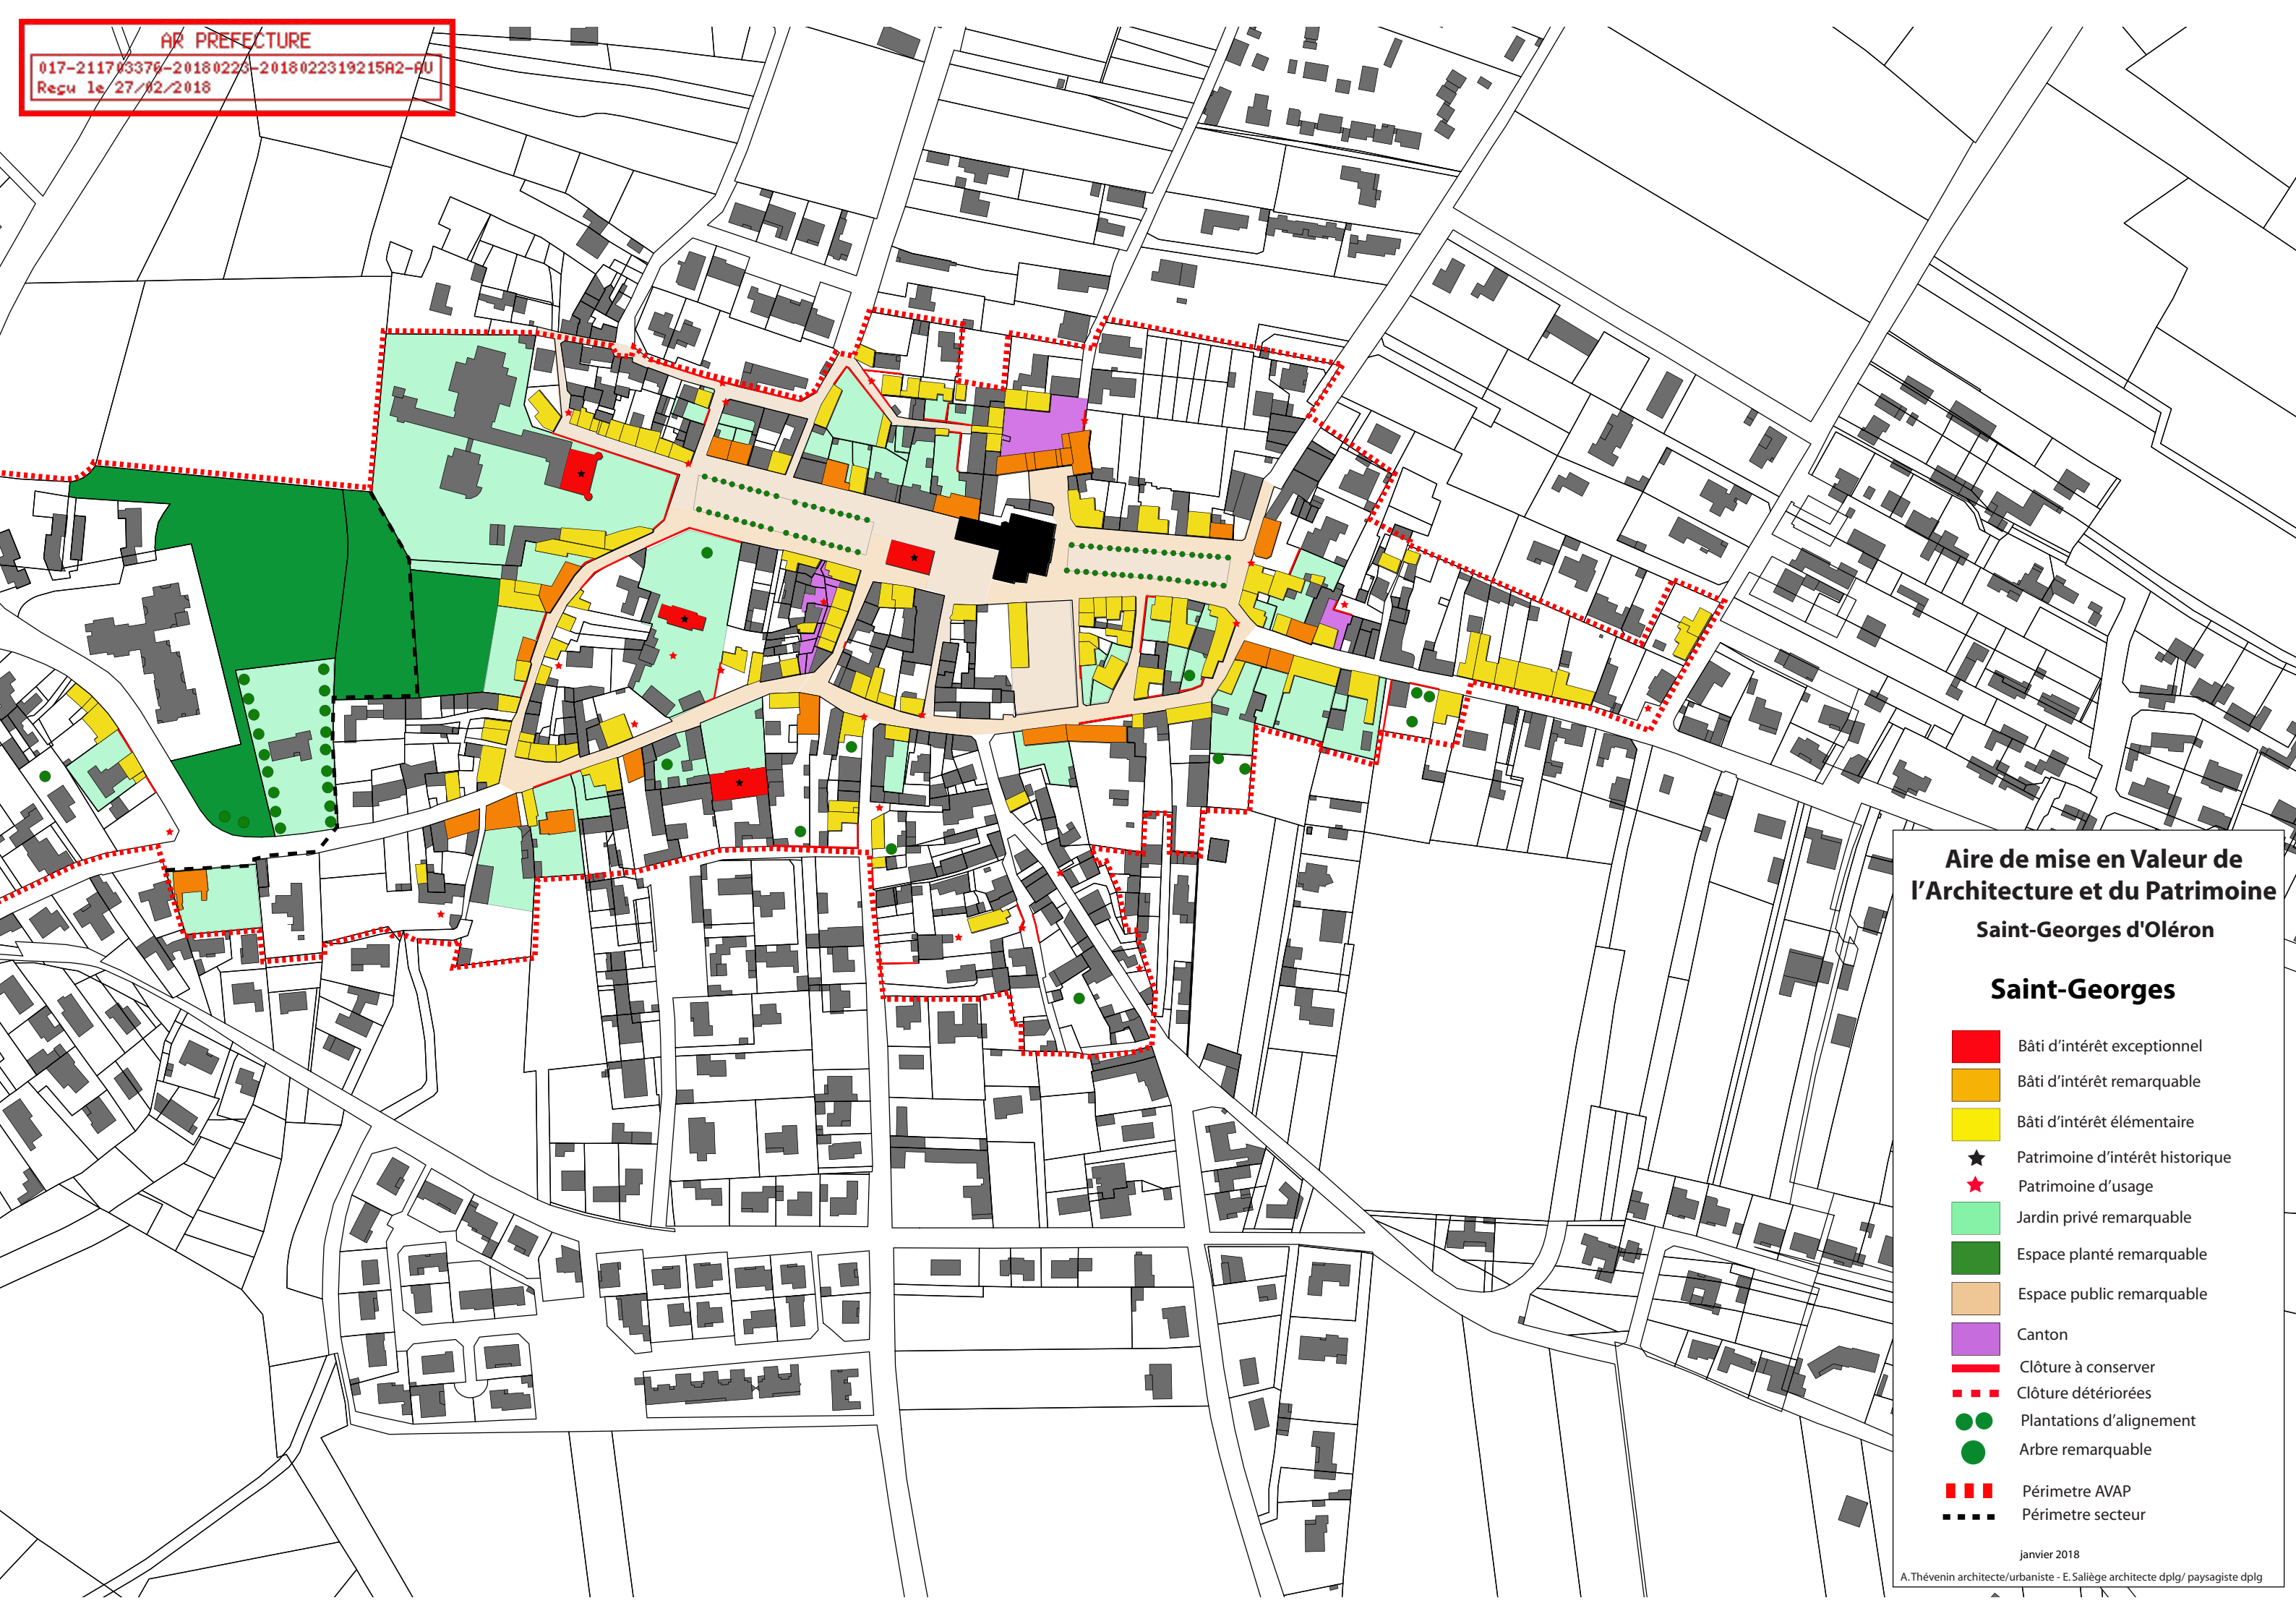 AR PREFECTURE
017-211703376-20180223-2018022319215A2-AU
Reçu le 27/02/2018
Aire de mise en Valeur de
l'Architecture et du Patrimoine
Saint-Georges d'Oléron
Saint-Georges
Bâti d'intérêt exceptionnel
Bâti d'intérêt remarquable
Bâti d'intérêt élémentaire
Patrimoine d'intérêt historique
Patrimoine d'usage
Jardin privé remarquable
Espace planté remarquable
Espace public remarquable
Canton
Clôture à conserver
Clôture détériorées
Plantations d'alignement
Arbre remarquable
Périmetre AVAP
Périmetre secteur
janvier 2018
A. Thévenin architecte/urbaniste - E. Saliège architecte dplg/ paysagiste dplg